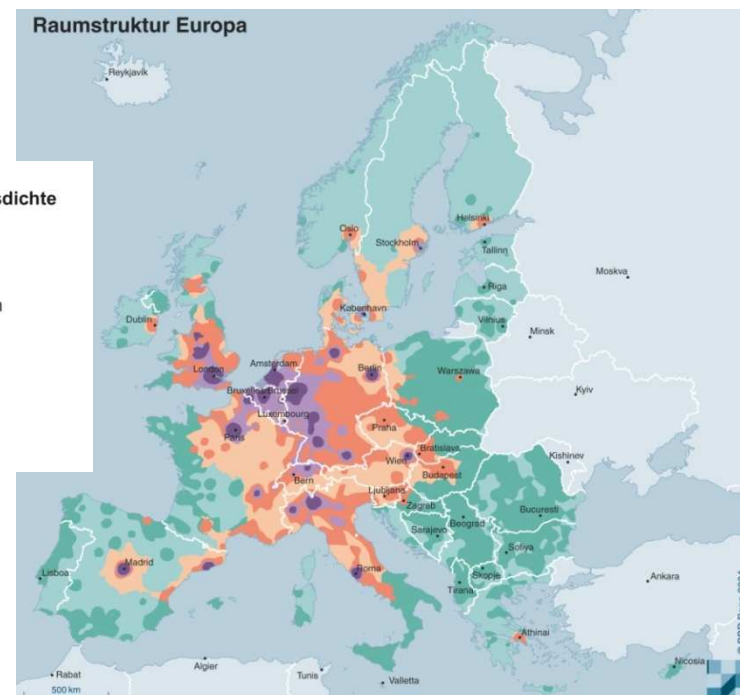 Raumstruktur Europa
Reykjavik
sdichte
Helsinki
Oslo
Stockholm
Tallinn
Riga
Moskva
København
Vilnius
Minsk
Dublin
Amsterdam
Berlin
Warszawa
London
Kyiv
Luxembourg
Praha
Paris
Bratislava
Kishinev
Wien
Budapest
Bern
Ljubljana
Zagreb
Bucuresti
Beograd
Sarajevo
Sofiya
Madrid
Roma
Skopje
Lisboa
Tirana
Ankara
Athinai
Algier
Nicosia
Rabat
Tunis
Valletta
500 km